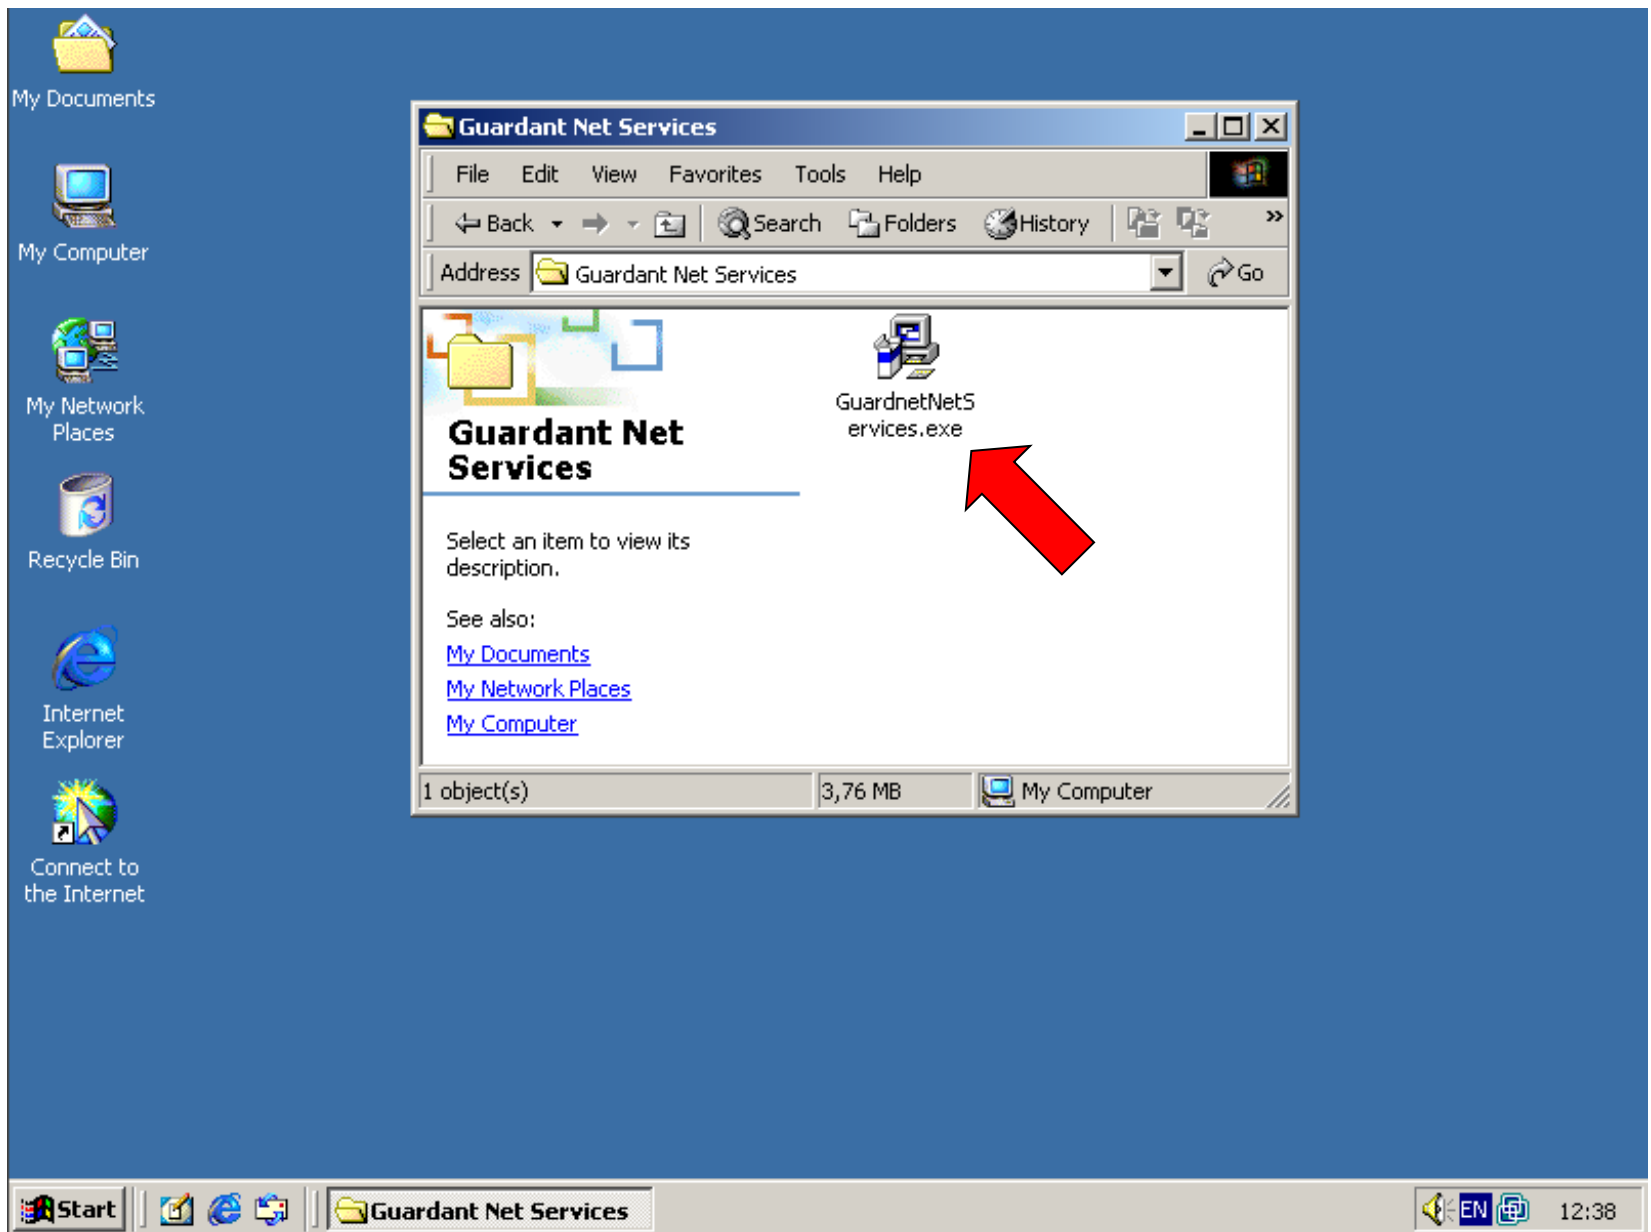 My Documents
My Computer
My Network
Places
Recycle Bin
Internet
Explorer
Connect to
the Internet
Guardant Net Services
File Edit View Favorites Tools Help
Back Search Folders History »
Address Guardant Net Services Go
GuardnetNetS
ervices.exe
Guardant Net
Services
Select an item to view its
description.
See also:
My Documents
My Network Places
My Computer
1 object(s) 3,76 MB My Computer
Start Guardant Net Services EN 12:38